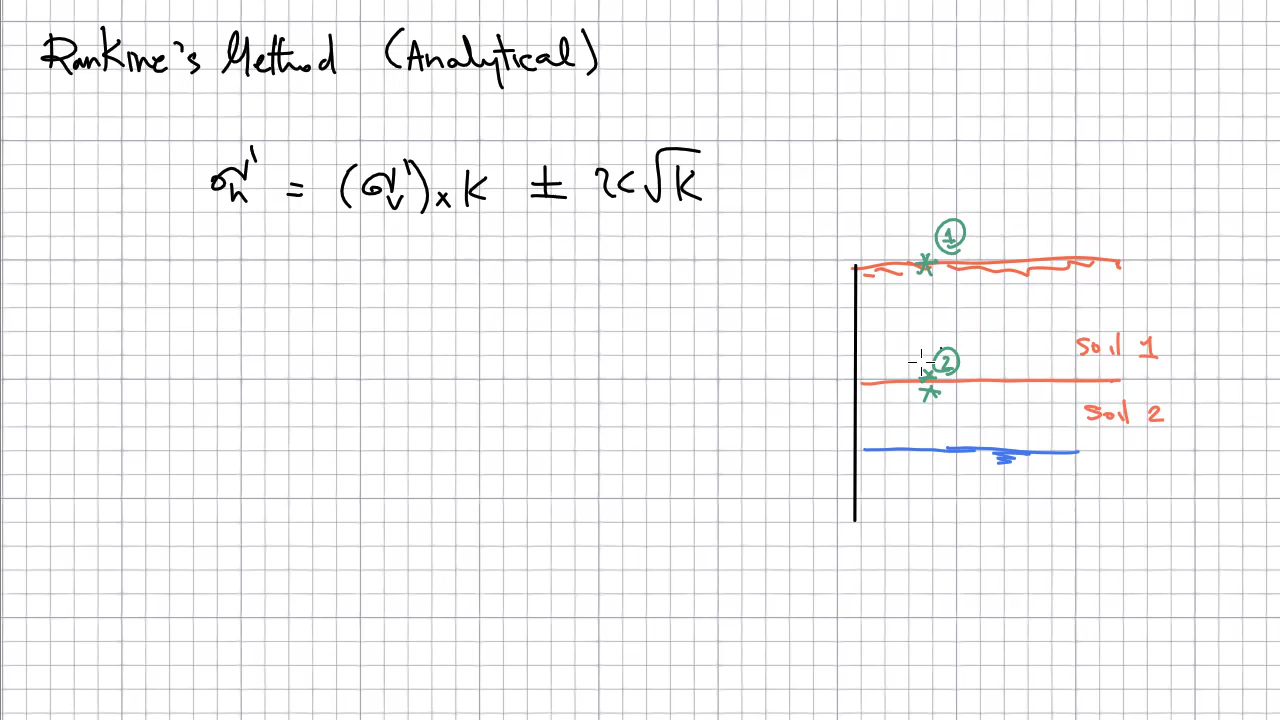 Rankine's Method (Analytical)
σh' = (σv')×K ± 2c√K
1
2
soil 1
soil 2